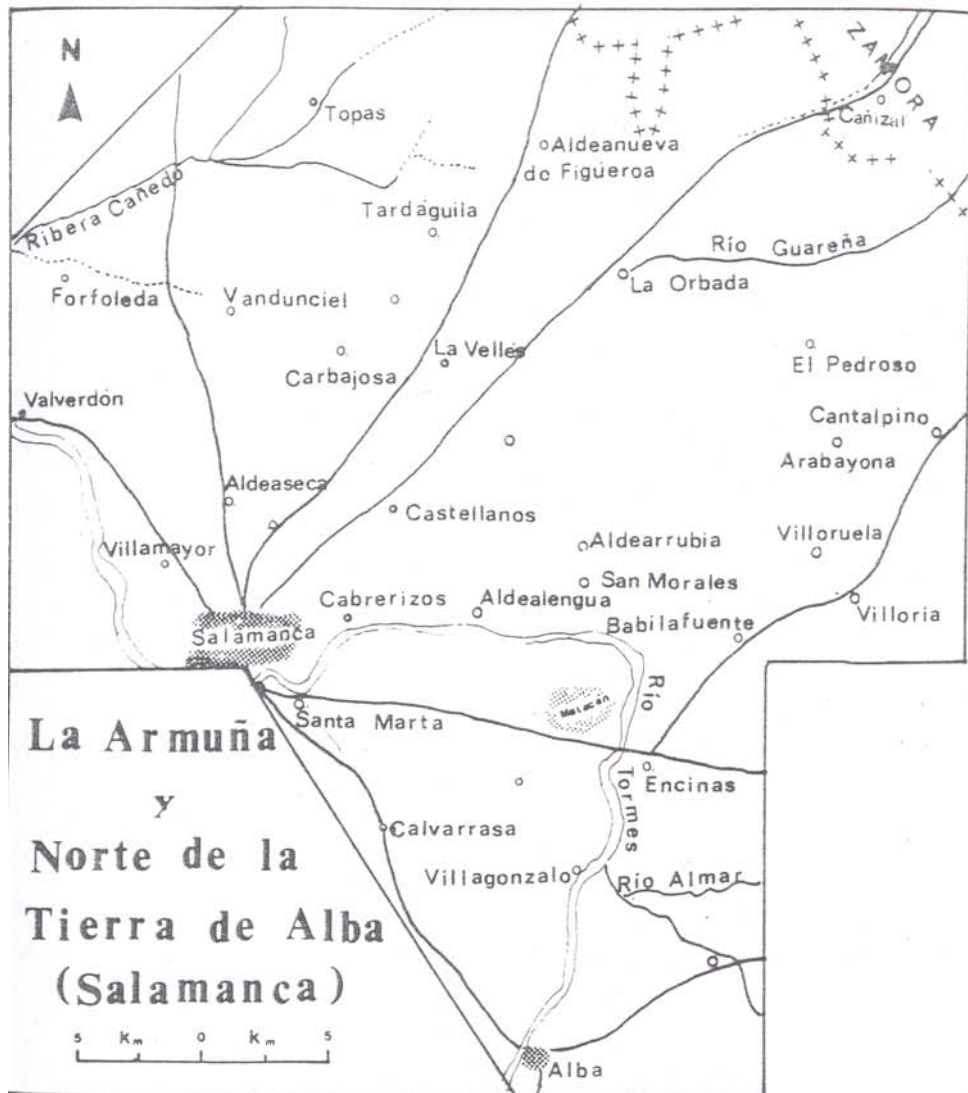 N
ZAMORA
Topas
Cañizal
Aldeanueva
de Figueroa
Ribera Cañedo
Tardáguila
Río Guareña
Forfoleda
Vandunciel
La Orbada
La Velles
Carbajosa
El Pedroso
Valverdón
Cantalpino
Arabayona
Aldeaseca
Castellanos
Villamayor
Aldearrubia
Villoruela
San Morales
Cabrerizos
Aldealengua
Babilafuente
Villoria
Salamanca
Río Tormes
Matacán
Santa Marta
Encinas
Calvarrasa
Villagonzalo
Río Almar
Alba
La Armuña
y
Norte de la
Tierra de Alba
(Salamanca)
5 Km 0 Km 5